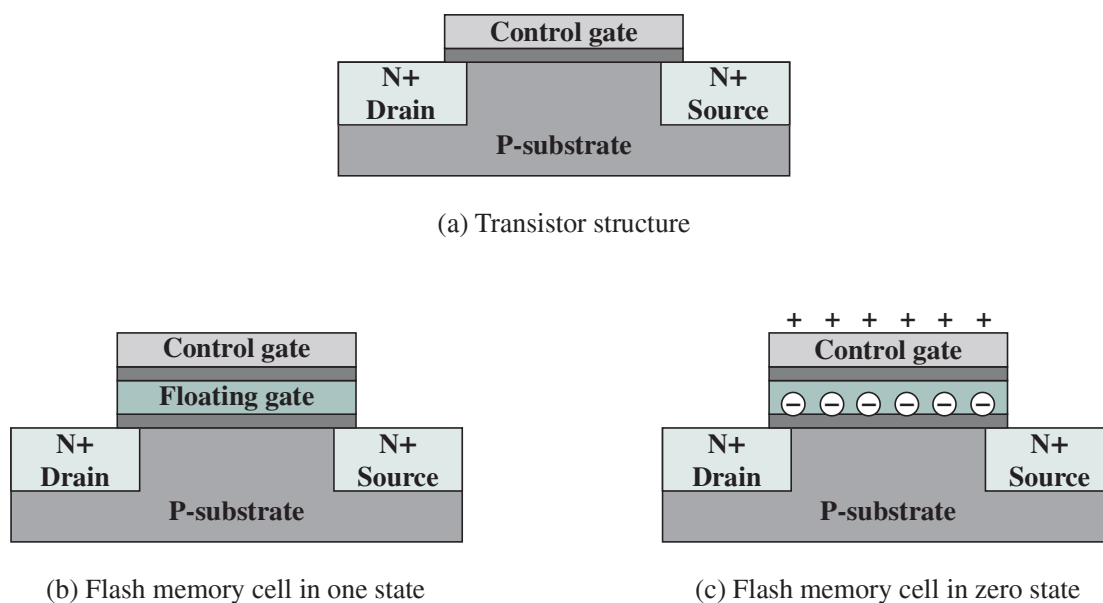 Control gate
N+
Drain
N+
Source
P-substrate
(a) Transistor structure
+ + + + + +
Control gate
Floating gate
N+
Drain
N+
Source
P-substrate
Control gate
− − − − − −
N+
Drain
N+
Source
P-substrate
(b) Flash memory cell in one state
(c) Flash memory cell in zero state